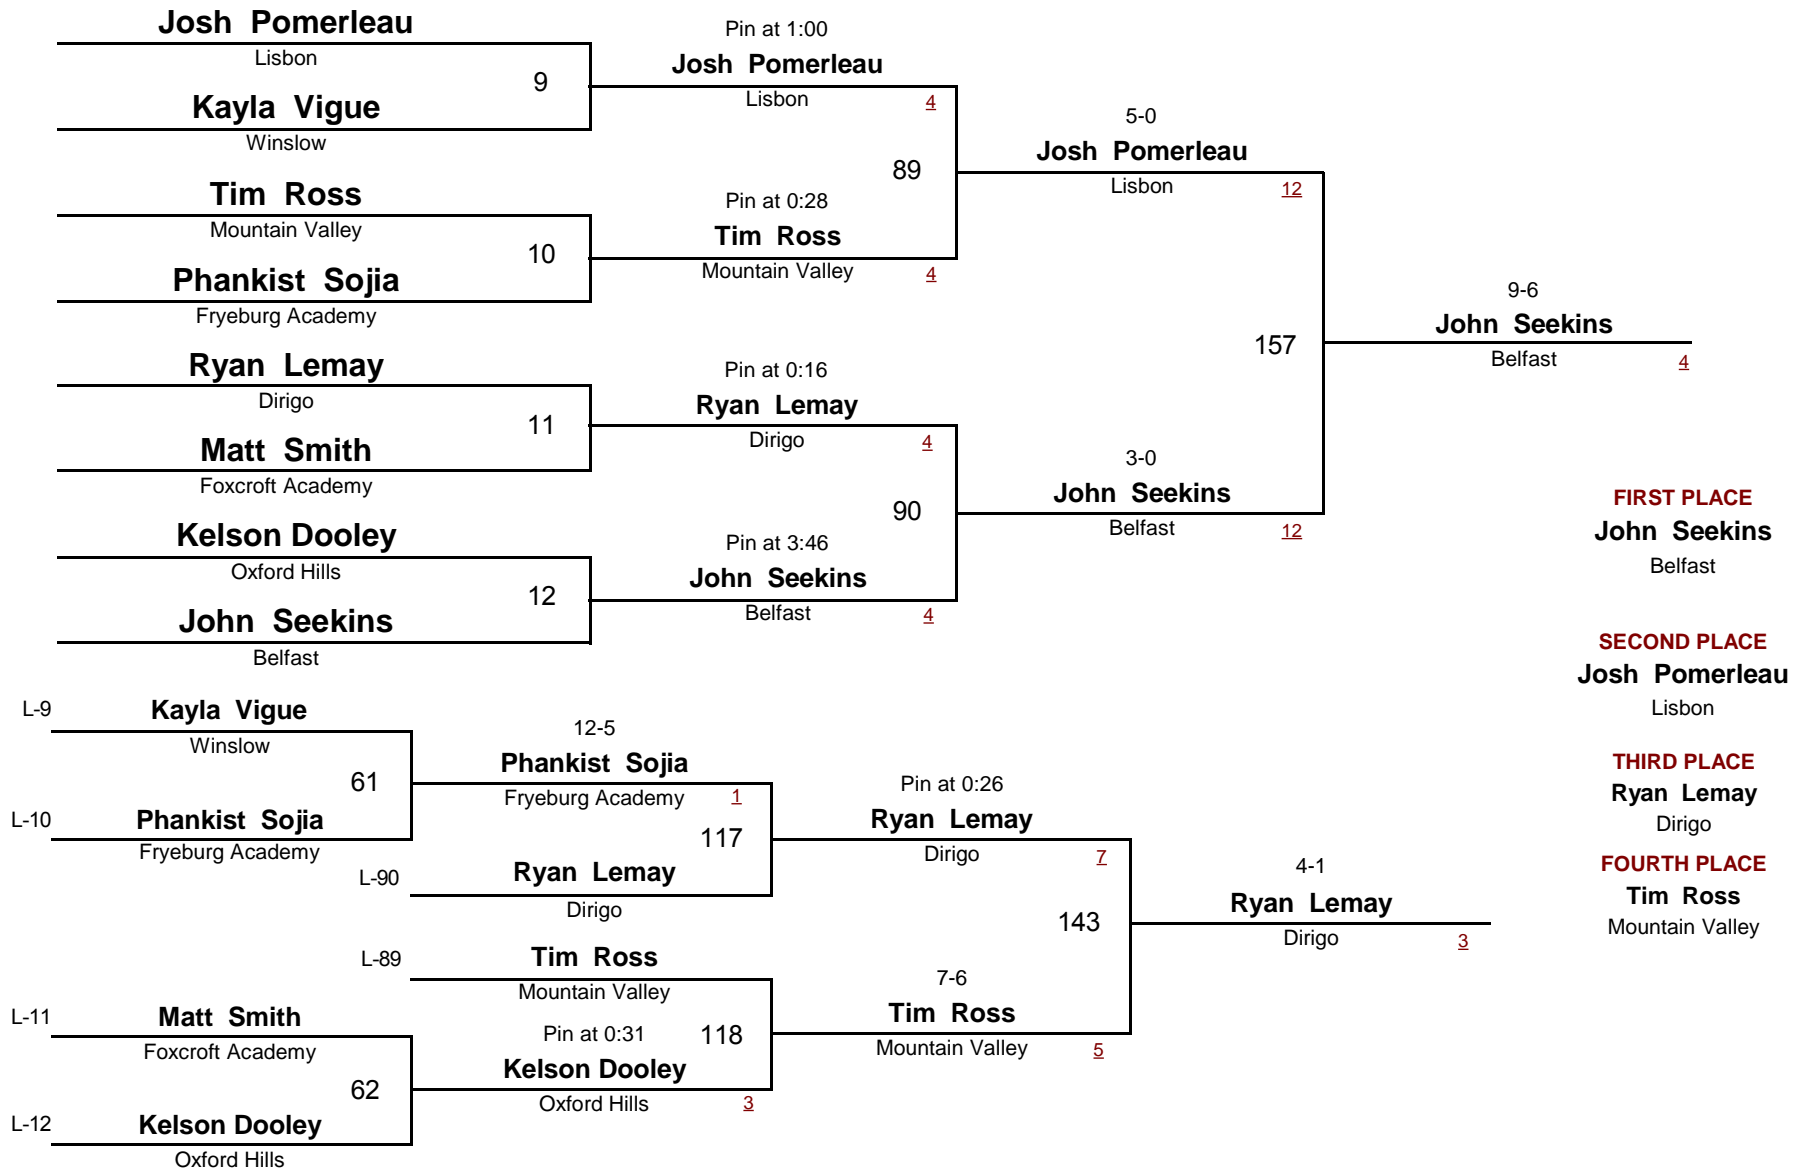 Josh Pomerleau
Lisbon
9
Kayla Vigue
Winslow
Tim Ross
Mountain Valley
10
Phankist Sojia
Fryeburg Academy
Ryan Lemay
Dirigo
11
Matt Smith
Foxcroft Academy
Kelson Dooley
Oxford Hills
12
John Seekins
Belfast
Pin at 1:00
Josh Pomerleau
Lisbon
4
89
Pin at 0:28
Tim Ross
Mountain Valley
4
Pin at 0:16
Ryan Lemay
Dirigo
4
90
Pin at 3:46
John Seekins
Belfast
4
5-0
Josh Pomerleau
Lisbon
12
157
3-0
John Seekins
Belfast
12
9-6
John Seekins
Belfast
4
FIRST PLACE
John Seekins
Belfast
SECOND PLACE
Josh Pomerleau
Lisbon
THIRD PLACE
Ryan Lemay
Dirigo
FOURTH PLACE
Tim Ross
Mountain Valley
L-9
Kayla Vigue
Winslow
61
L-10
Phankist Sojia
Fryeburg Academy
12-5
Phankist Sojia
Fryeburg Academy
1
117
L-90
Ryan Lemay
Dirigo
L-89
Tim Ross
Mountain Valley
118
L-11
Matt Smith
Foxcroft Academy
62
L-12
Kelson Dooley
Oxford Hills
Pin at 0:31
Kelson Dooley
Oxford Hills
3
Pin at 0:26
Ryan Lemay
Dirigo
7
143
7-6
Tim Ross
Mountain Valley
5
4-1
Ryan Lemay
Dirigo
3